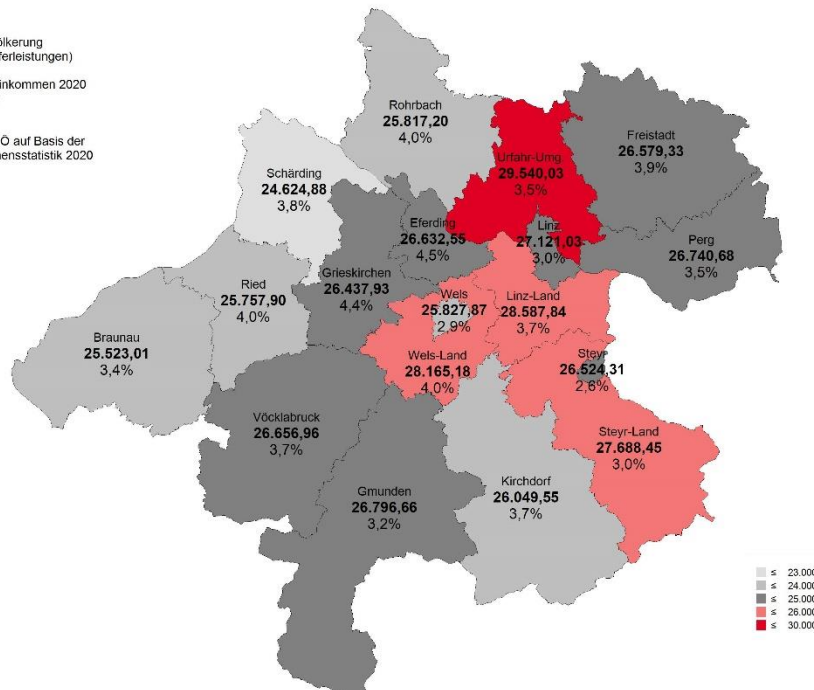 ölkerung
ferleistungen)
inkommen 2020
Ö auf Basis der
nensstatistik 2020
Rohrbach
25.817,20
4,0%
Freistadt
26.579,33
3,9%
Urfahr-Umg
29.540,03
3,5%
Schärding
24.624,88
3,8%
Eferding
26.632,55
4,5%
Linz
27.121,03
3,0%
Perg
26.740,68
3,5%
Grieskirchen
26.437,93
4,4%
Ried
25.757,90
4,0%
Wels
25.827,87
2,9%
Linz-Land
28.587,84
3,7%
Braunau
25.523,01
3,4%
Wels-Land
28.165,18
4,0%
Steyr
26.524,31
2,6%
Vöcklabruck
26.656,96
3,7%
Steyr-Land
27.688,45
3,0%
Gmunden
26.796,66
3,2%
Kirchdorf
26.049,55
3,7%
≤ 23.000
≤ 24.000
≤ 25.000
≤ 26.000
≤ 30.000